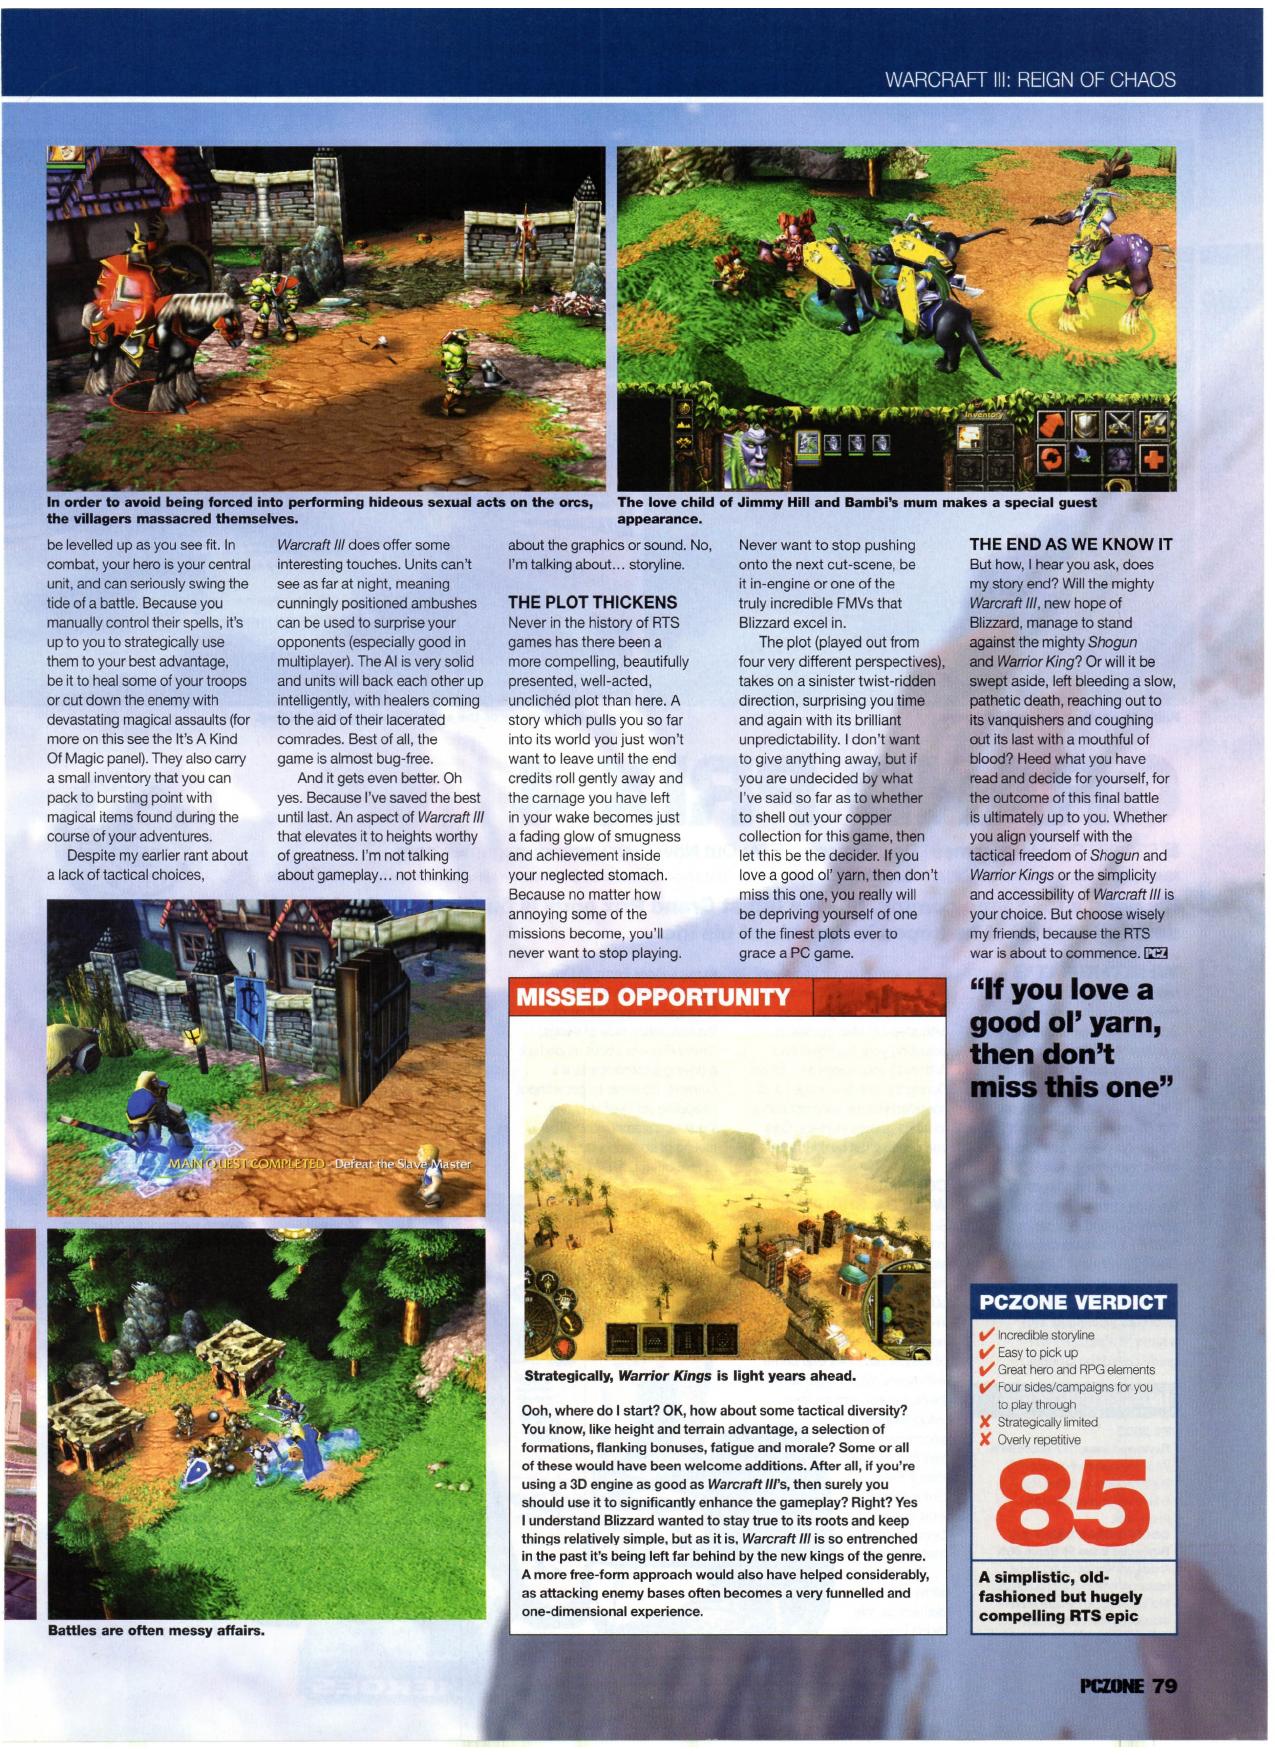 WARCRAFT III: REIGN OF CHAOS
In order to avoid being forced into performing hideous sexual acts on the orcs,
the villagers massacred themselves.
Inventory
The love child of Jimmy Hill and Bambi's mum makes a special guest
appearance.
be levelled up as you see fit. In
combat, your hero is your central
unit, and can seriously swing the
tide of a battle. Because you
manually control their spells, it's
up to you to strategically use
them to your best advantage,
be it to heal some of your troops
or cut down the enemy with
devastating magical assaults (for
more on this see the It's A Kind
Of Magic panel). They also carry
a small inventory that you can
pack to bursting point with
magical items found during the
course of your adventures.
Despite my earlier rant about
a lack of tactical choices,
Warcraft III does offer some
interesting touches. Units can't
see as far at night, meaning
cunningly positioned ambushes
can be used to surprise your
opponents (especially good in
multiplayer). The AI is very solid
and units will back each other up
intelligently, with healers coming
to the aid of their lacerated
comrades. Best of all, the
game is almost bug-free.
And it gets even better. Oh
yes. Because I've saved the best
until last. An aspect of Warcraft III
that elevates it to heights worthy
of greatness. I'm not talking
about gameplay... not thinking
about the graphics or sound. No,
I'm talking about... storyline.
THE PLOT THICKENS
Never in the history of RTS
games has there been a
more compelling, beautifully
presented, well-acted,
unclichéd plot than here. A
story which pulls you so far
into its world you just won't
want to leave until the end
credits roll gently away and
the carnage you have left
in your wake becomes just
a fading glow of smugness
and achievement inside
your neglected stomach.
Because no matter how
annoying some of the
missions become, you'll
never want to stop playing.
Never want to stop pushing
onto the next cut-scene, be
it in-engine or one of the
truly incredible FMVs that
Blizzard excel in.
The plot (played out from
four very different perspectives),
takes on a sinister twist-ridden
direction, surprising you time
and again with its brilliant
unpredictability. I don't want
to give anything away, but if
you are undecided by what
I've said so far as to whether
to shell out your copper
collection for this game, then
let this be the decider. If you
love a good ol' yarn, then don't
miss this one, you really will
be depriving yourself of one
of the finest plots ever to
grace a PC game.
THE END AS WE KNOW IT
But how, I hear you ask, does
my story end? Will the mighty
Warcraft III, new hope of
Blizzard, manage to stand
against the mighty Shogun
and Warrior King? Or will it be
swept aside, left bleeding a slow,
pathetic death, reaching out to
its vanquishers and coughing
out its last with a mouthful of
blood? Heed what you have
read and decide for yourself, for
the outcome of this final battle
is ultimately up to you. Whether
you align yourself with the
tactical freedom of Shogun and
Warrior Kings or the simplicity
and accessibility of Warcraft III is
your choice. But choose wisely
my friends, because the RTS
war is about to commence. PCZ
"If you love a
good ol' yarn,
then don't
miss this one"
MAIN QUEST COMPLETED - Defeat the Slave Master
Battles are often messy affairs.
MISSED OPPORTUNITY
Strategically, Warrior Kings is light years ahead.
Ooh, where do I start? OK, how about some tactical diversity?
You know, like height and terrain advantage, a selection of
formations, flanking bonuses, fatigue and morale? Some or all
of these would have been welcome additions. After all, if you're
using a 3D engine as good as Warcraft III's, then surely you
should use it to significantly enhance the gameplay? Right? Yes
I understand Blizzard wanted to stay true to its roots and keep
things relatively simple, but as it is, Warcraft III is so entrenched
in the past it's being left far behind by the new kings of the genre.
A more free-form approach would also have helped considerably,
as attacking enemy bases often becomes a very funnelled and
one-dimensional experience.
PCZONE VERDICT
Incredible storyline
Easy to pick up
Great hero and RPG elements
Four sides/campaigns for you
to play through
Strategically limited
Overly repetitive
85
A simplistic, old-
fashioned but hugely
compelling RTS epic
PCZONE 79